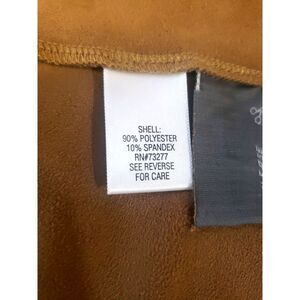 SHELL:
90% POLYESTER
10% SPANDEX
RN#73277
SEE REVERSE
FOR CARE